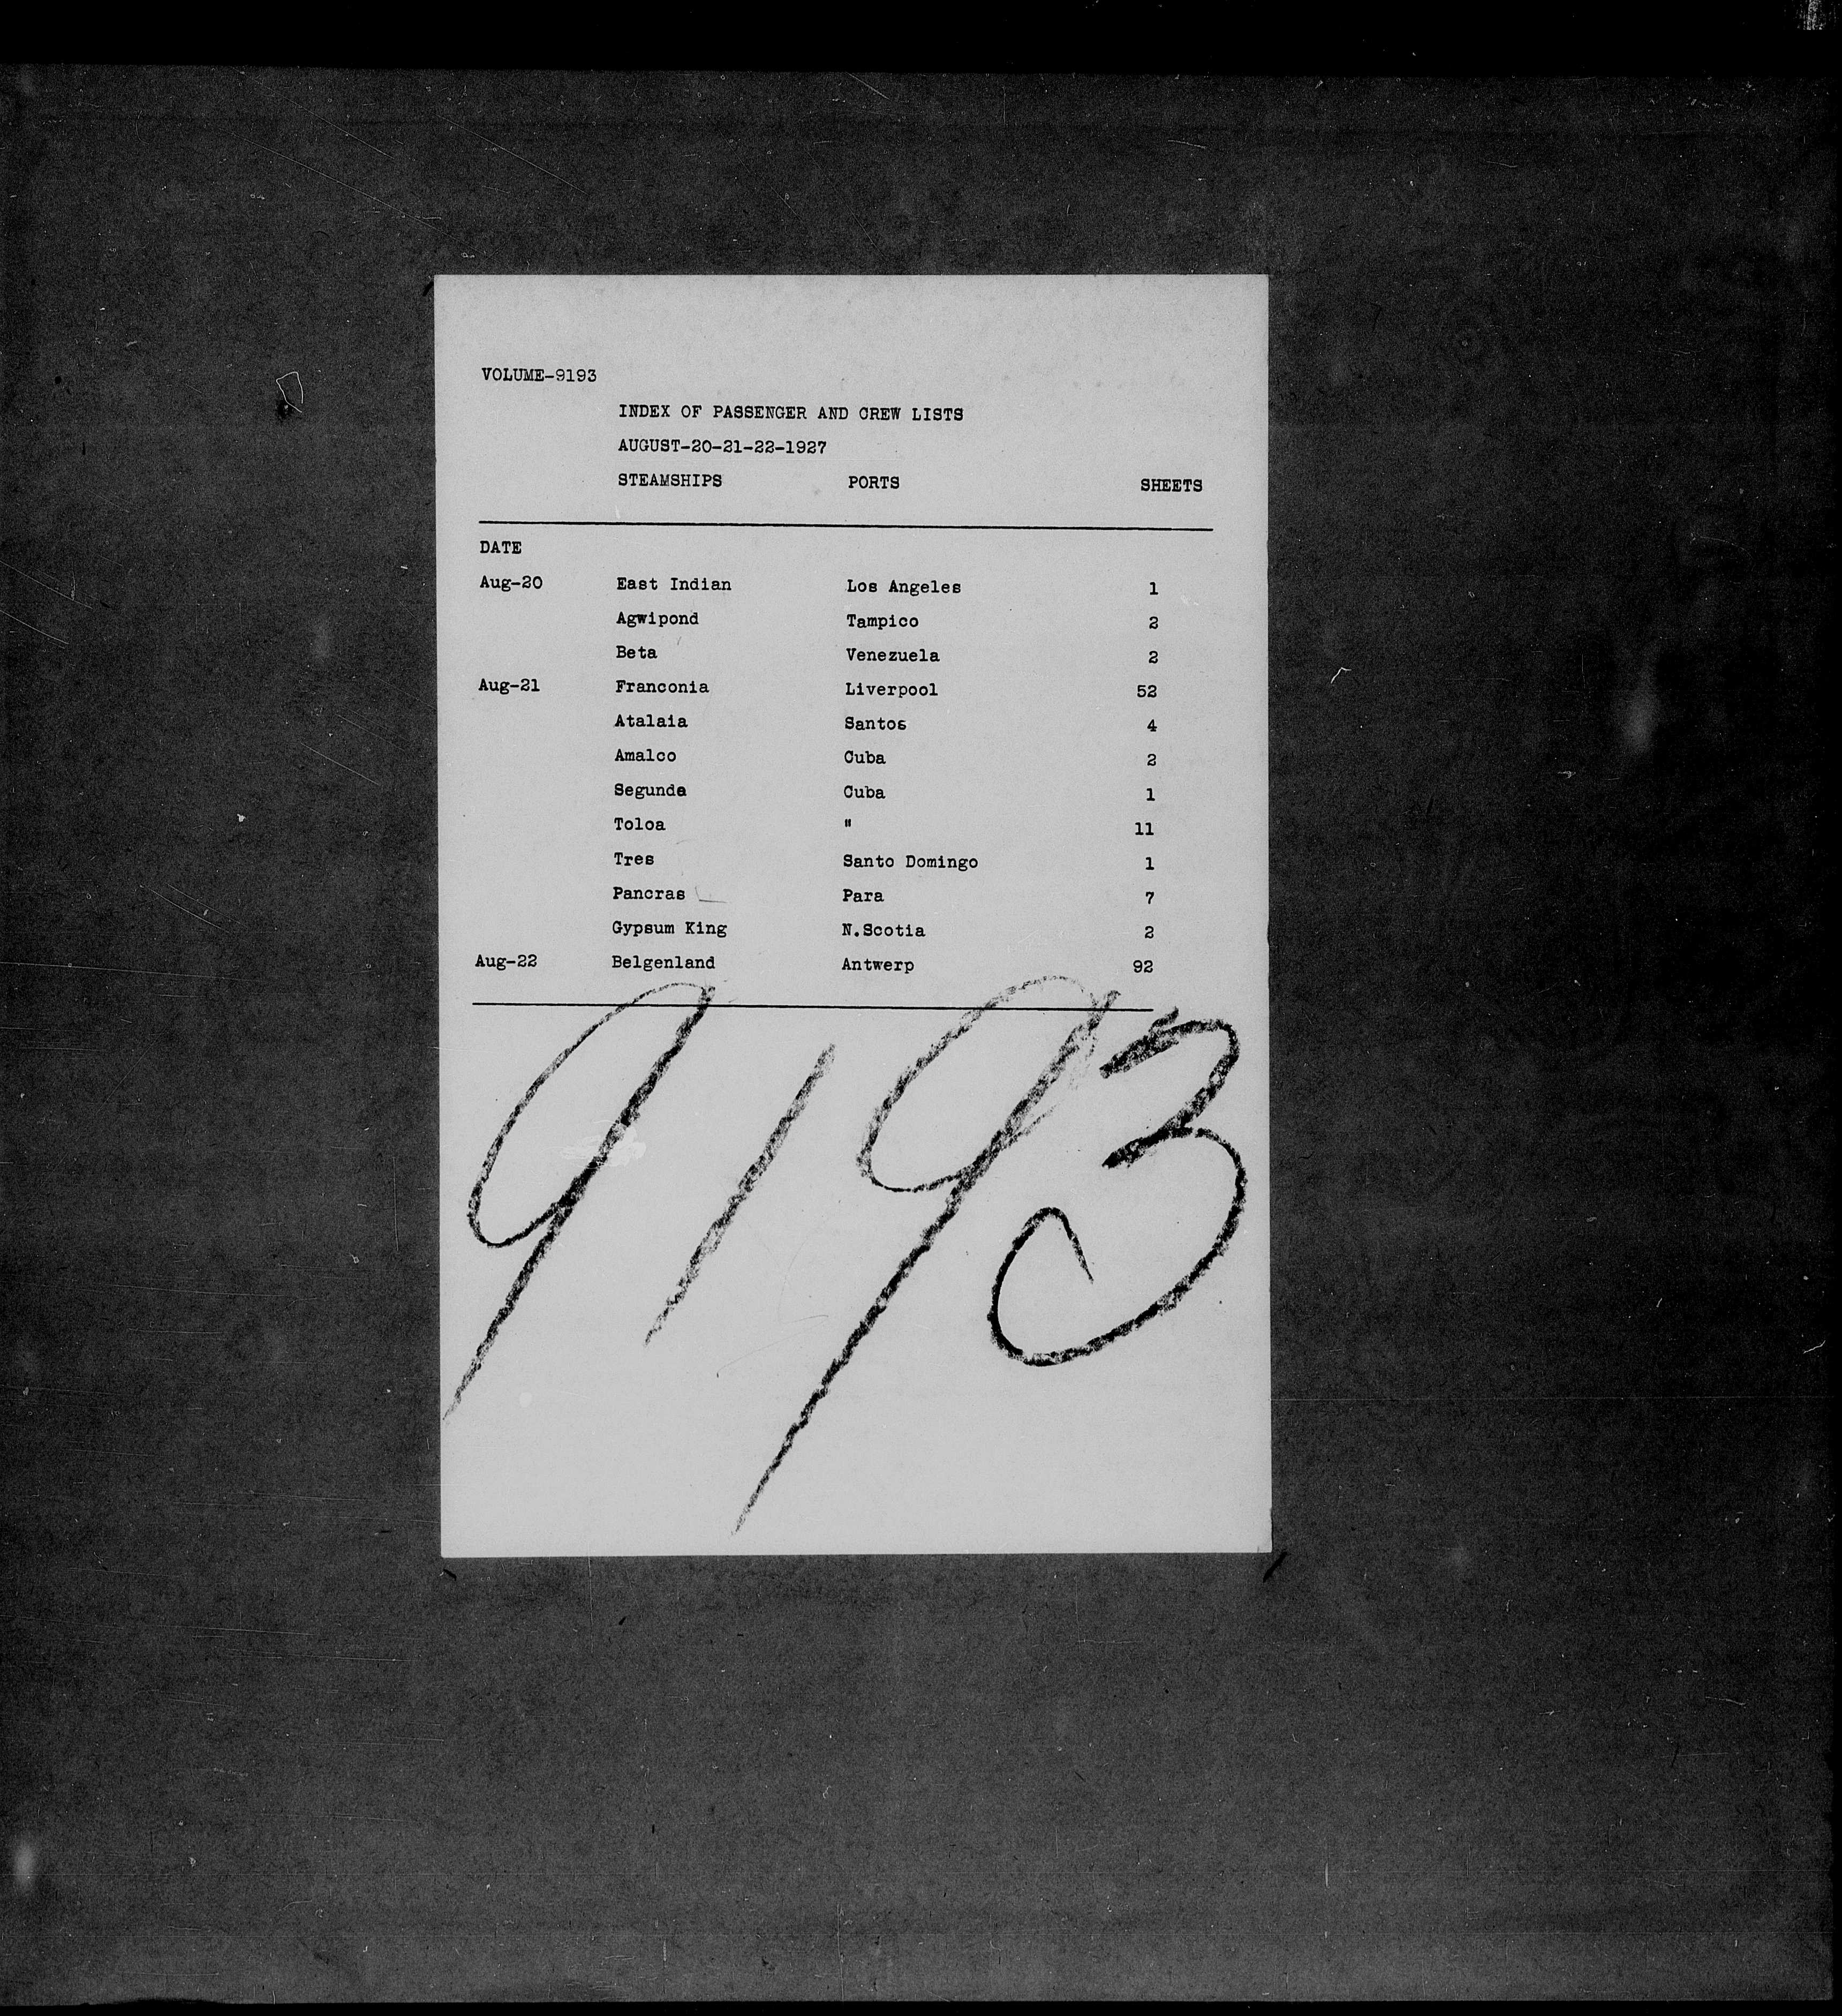 VOLUME-9193
INDEX OF PASSENGER AND CREW LISTS
AUGUST-20-21-22-1927
STEAMSHIPS PORTS SHEETS
DATE
Aug-20 East Indian Los Angeles 1
Agwipond Tampico 2
Beta Venezuela 2
Aug-21 Franconia Liverpool 52
Atalaia Santos 4
Amalco Cuba 2
Segunda Cuba 1
Toloa " 11
Tres Santo Domingo 1
Pancras Para 7
Gypsum King N.Scotia 2
Aug-22 Belgenland Antwerp 92
9193